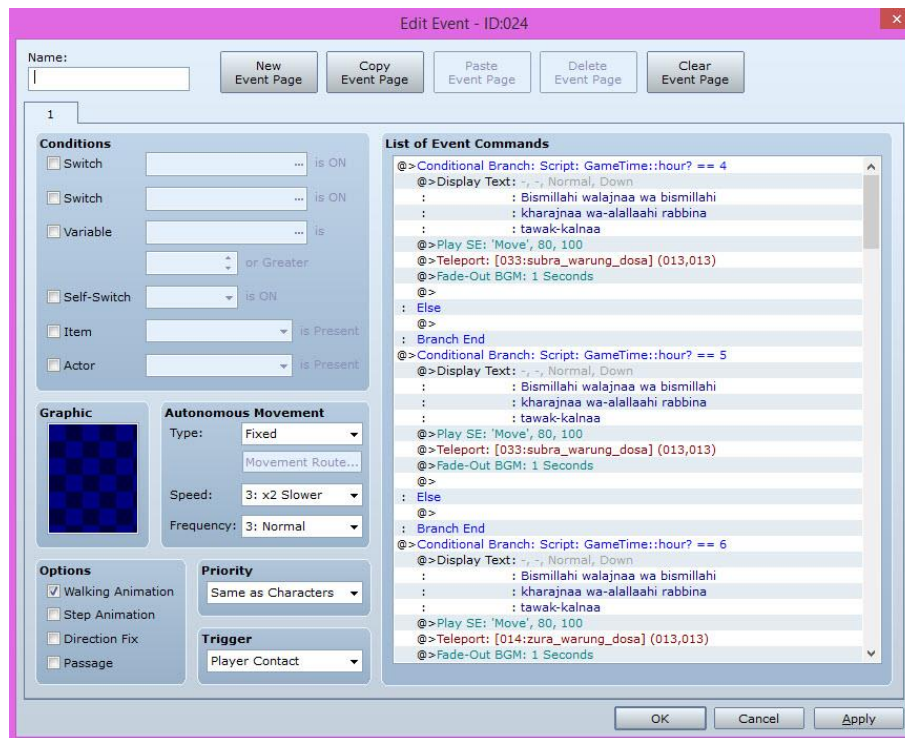 Edit Event - ID:024
Name:
New Event Page
Copy Event Page
Paste Event Page
Delete Event Page
Clear Event Page
1
Conditions
Switch ... is ON
Switch ... is ON
Variable ... is
or Greater
Self-Switch is ON
Item is Present
Actor is Present
Graphic
Autonomous Movement
Type: Fixed
Movement Route...
Speed: 3: x2 Slower
Frequency: 3: Normal
Options
Walking Animation
Step Animation
Direction Fix
Passage
Priority
Same as Characters
Trigger
Player Contact
List of Event Commands
@>Conditional Branch: Script: GameTime::hour? == 4
@>Display Text: -, -, Normal, Down
: : Bismillahi walajnaa wa bismillahi
: : kharajnaa wa-alallaahi rabbina
: : tawak-kalnaa
@>Play SE: 'Move', 80, 100
@>Teleport: [033:subra_warung_dosa] (013,013)
@>Fade-Out BGM: 1 Seconds
@>
: Else
@>
: Branch End
@>Conditional Branch: Script: GameTime::hour? == 5
@>Display Text: -, -, Normal, Down
: : Bismillahi walajnaa wa bismillahi
: : kharajnaa wa-alallaahi rabbina
: : tawak-kalnaa
@>Play SE: 'Move', 80, 100
@>Teleport: [033:subra_warung_dosa] (013,013)
@>Fade-Out BGM: 1 Seconds
@>
: Else
@>
: Branch End
@>Conditional Branch: Script: GameTime::hour? == 6
@>Display Text: -, -, Normal, Down
: : Bismillahi walajnaa wa bismillahi
: : kharajnaa wa-alallaahi rabbina
: : tawak-kalnaa
@>Play SE: 'Move', 80, 100
@>Teleport: [014:zura_warung_dosa] (013,013)
@>Fade-Out BGM: 1 Seconds
OK
Cancel
Apply